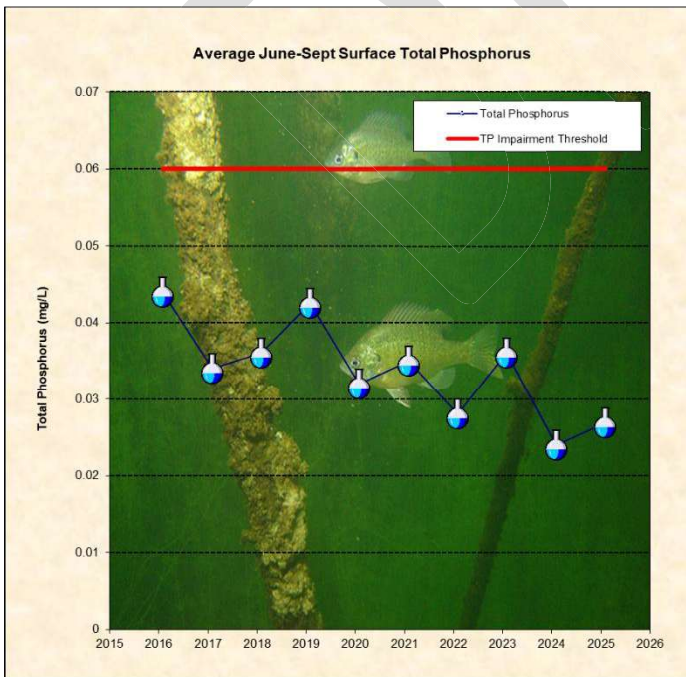 Average June-Sept Surface Total Phosphorus
Total Phosphorus
TP Impairment Threshold
Total Phosphorus (mg/L)
0.07
0.06
0.05
0.04
0.03
0.02
0.01
0
2015 2016 2017 2018 2019 2020 2021 2022 2023 2024 2025 2026